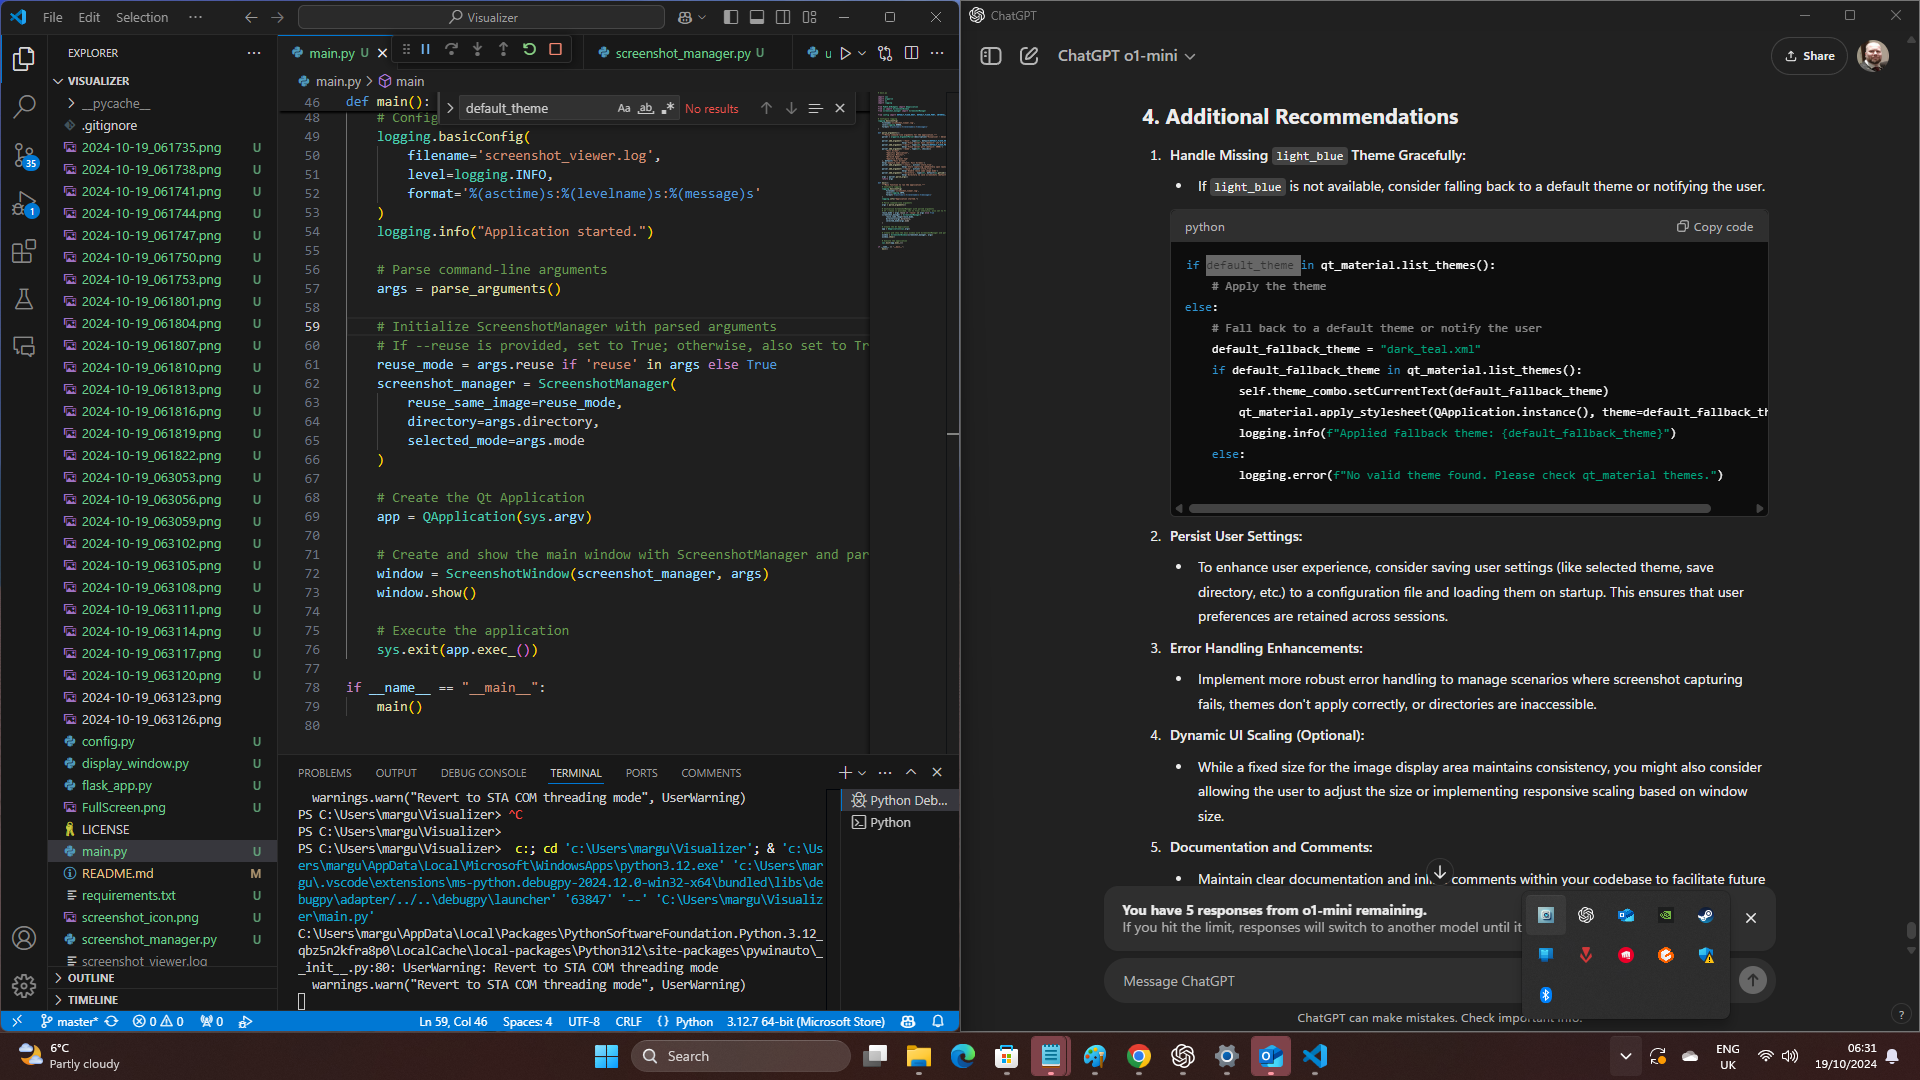 File Edit Selection ··· Visualizer
EXPLORER
VISUALIZER
__pycache__
.gitignore
2024-10-19_061735.png U
2024-10-19_061738.png U
2024-10-19_061741.png U
2024-10-19_061744.png U
2024-10-19_061747.png U
2024-10-19_061750.png U
2024-10-19_061753.png U
2024-10-19_061801.png U
2024-10-19_061804.png U
2024-10-19_061807.png U
2024-10-19_061810.png U
2024-10-19_061813.png U
2024-10-19_061816.png U
2024-10-19_061819.png U
2024-10-19_061822.png U
2024-10-19_063053.png U
2024-10-19_063056.png U
2024-10-19_063059.png U
2024-10-19_063102.png U
2024-10-19_063105.png U
2024-10-19_063108.png U
2024-10-19_063111.png U
2024-10-19_063114.png U
2024-10-19_063117.png U
2024-10-19_063120.png U
2024-10-19_063123.png
2024-10-19_063126.png
config.py U
display_window.py U
flask_app.py U
FullScreen.png U
LICENSE
main.py U
README.md M
requirements.txt U
screenshot_icon.png U
screenshot_manager.py U
screenshot_viewer.log
OUTLINE
TIMELINE
35
1
main.py U
screenshot_manager.py U
u
main.py > main
default_theme Aa ab No results
46 def main():
48 # Config
49 logging.basicConfig(
50 filename='screenshot_viewer.log',
51 level=logging.INFO,
52 format='%(asctime)s:%(levelname)s:%(message)s'
53 )
54 logging.info("Application started.")
55
56 # Parse command-line arguments
57 args = parse_arguments()
58
59 # Initialize ScreenshotManager with parsed arguments
60 # If --reuse is provided, set to True; otherwise, also set to Tr
61 reuse_mode = args.reuse if 'reuse' in args else True
62 screenshot_manager = ScreenshotManager(
63 reuse_same_image=reuse_mode,
64 directory=args.directory,
65 selected_mode=args.mode
66 )
67
68 # Create the Qt Application
69 app = QApplication(sys.argv)
70
71 # Create and show the main window with ScreenshotManager and par
72 window = ScreenshotWindow(screenshot_manager, args)
73 window.show()
74
75 # Execute the application
76 sys.exit(app.exec_())
77
78 if __name__ == "__main__":
79 main()
80
PROBLEMS OUTPUT DEBUG CONSOLE TERMINAL PORTS COMMENTS
warnings.warn("Revert to STA COM threading mode", UserWarning)
PS C:\Users\margu\Visualizer> ^C
PS C:\Users\margu\Visualizer>
PS C:\Users\margu\Visualizer> c:; cd 'c:\Users\margu\Visualizer'; & 'c:\Us
ers\margu\AppData\Local\Microsoft\WindowsApps\python3.12.exe' 'c:\Users\mar
gu\.vscode\extensions\ms-python.debugpy-2024.12.0-win32-x64\bundled\libs\de
bugpy\adapter/../..\debugpy\launcher' '63847' '--' 'C:\Users\margu\Visualiz
er\main.py'
C:\Users\margu\AppData\Local\Packages\PythonSoftwareFoundation.Python.3.12_
qbz5n2kfra8p0\LocalCache\local-packages\Python312\site-packages\pywinauto\_
_init__.py:80: UserWarning: Revert to STA COM threading mode
warnings.warn("Revert to STA COM threading mode", UserWarning)
Python Deb...
Python
master* 0 0 0 Ln 59, Col 46 Spaces: 4 UTF-8 CRLF {} Python 3.12.7 64-bit (Microsoft Store)
ChatGPT
ChatGPT o1-mini
Share
4. Additional Recommendations
1. Handle Missing light_blue Theme Gracefully:
• If light_blue is not available, consider falling back to a default theme or notifying the user.
python Copy code
if default_theme in qt_material.list_themes():
# Apply the theme
else:
# Fall back to a default theme or notify the user
default_fallback_theme = "dark_teal.xml"
if default_fallback_theme in qt_material.list_themes():
self.theme_combo.setCurrentText(default_fallback_theme)
qt_material.apply_stylesheet(QApplication.instance(), theme=default_fallback_th
logging.info(f"Applied fallback theme: {default_fallback_theme}")
else:
logging.error(f"No valid theme found. Please check qt_material themes.")
2. Persist User Settings:
• To enhance user experience, consider saving user settings (like selected theme, save
directory, etc.) to a configuration file and loading them on startup. This ensures that user
preferences are retained across sessions.
3. Error Handling Enhancements:
• Implement more robust error handling to manage scenarios where screenshot capturing
fails, themes don't apply correctly, or directories are inaccessible.
4. Dynamic UI Scaling (Optional):
• While a fixed size for the image display area maintains consistency, you might also consider
allowing the user to adjust the size or implementing responsive scaling based on window
size.
5. Documentation and Comments:
• Maintain clear documentation and inl comments within your codebase to facilitate future
You have 5 responses from o1-mini remaining.
If you hit the limit, responses will switch to another model until it
Message ChatGPT
ChatGPT can make mistakes. Check important info.
?
6°C
Partly cloudy
Search
ENG
UK
06:31
19/10/2024